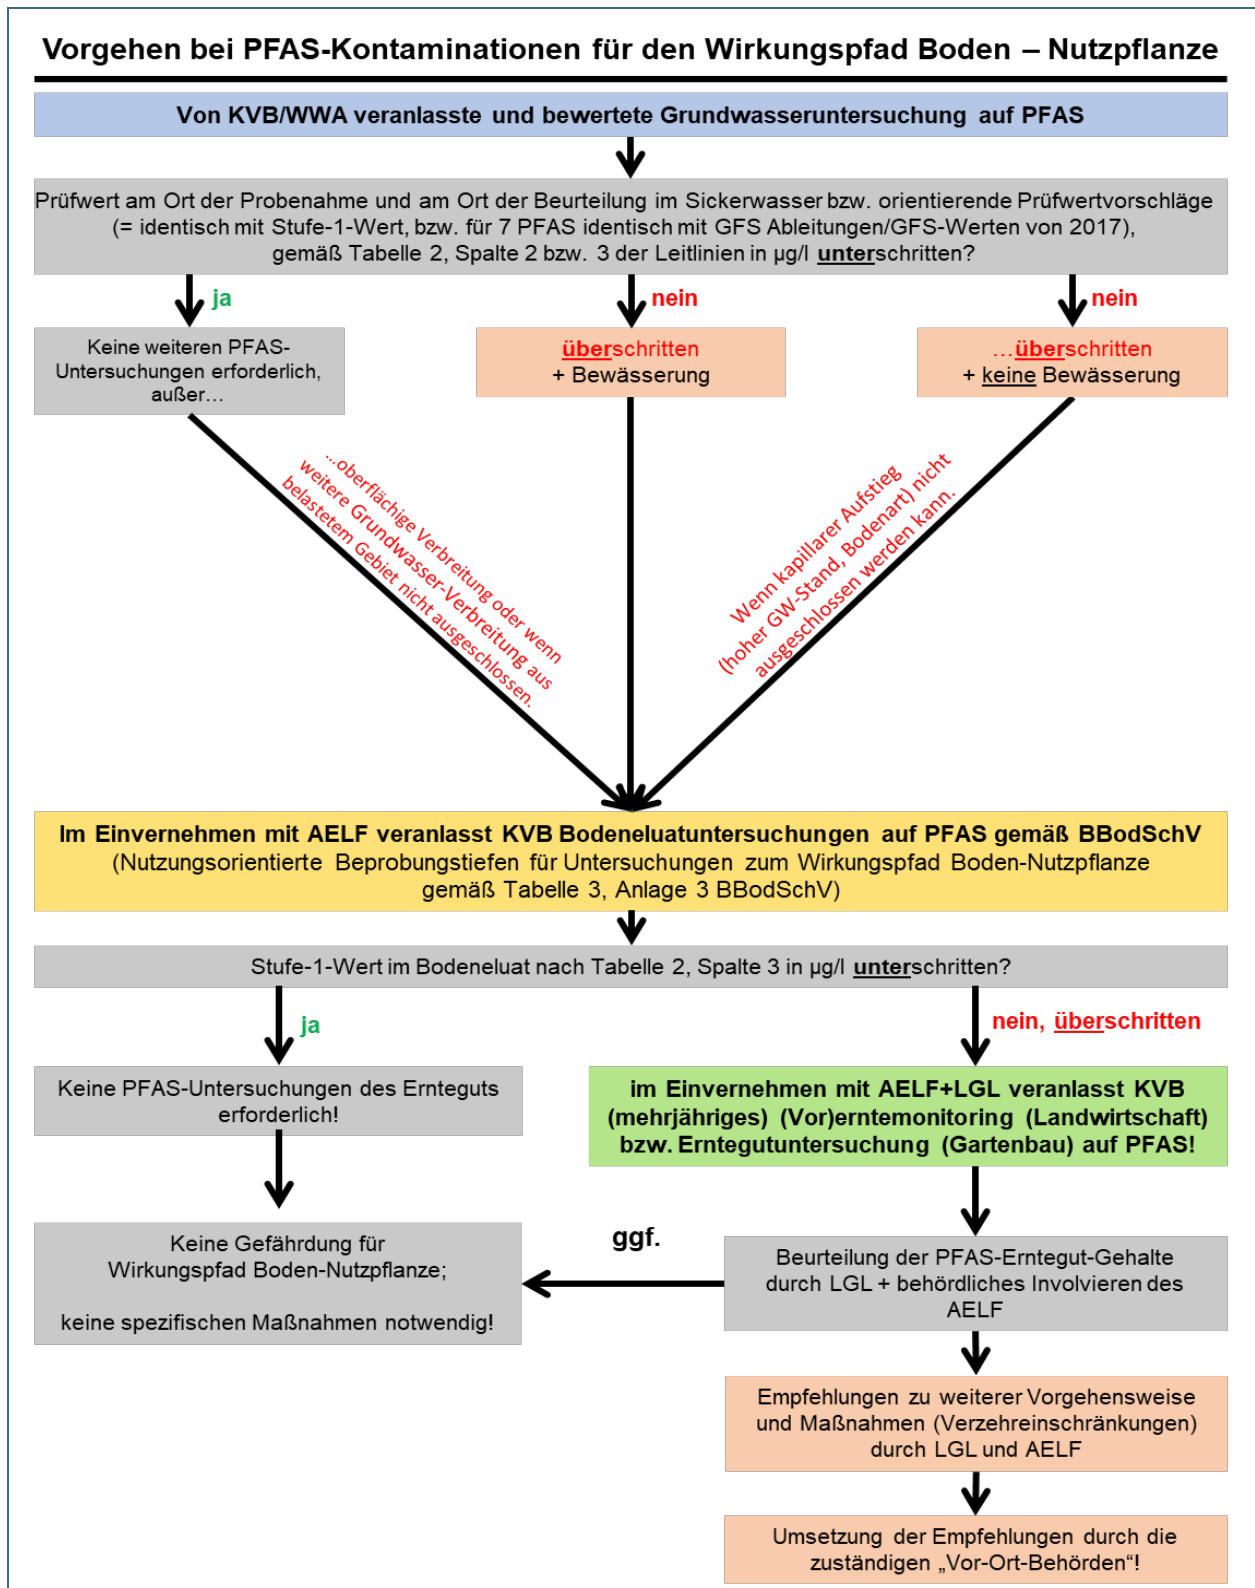 Vorgehen bei PFAS-Kontaminationen für den Wirkungspfad Boden – Nutzpflanze
Von KVB/WWA veranlasste und bewertete Grundwasseruntersuchung auf PFAS
Prüfwert am Ort der Probenahme und am Ort der Beurteilung im Sickerwasser bzw. orientierende Prüfwertvorschläge
(= identisch mit Stufe-1-Wert, bzw. für 7 PFAS identisch mit GFS Ableitungen/GFS-Werten von 2017),
gemäß Tabelle 2, Spalte 2 bzw. 3 der Leitlinien in µg/l unterschritten?
ja
nein
nein
Keine weiteren PFAS-
Untersuchungen erforderlich,
außer…
überschritten
+ Bewässerung
…überschritten
+ keine Bewässerung
...oberflächige Verbreitung oder wenn
weitere Grundwasser-Verbreitung aus
belastetem Gebiet nicht ausgeschlossen.
Wenn kapillarer Aufstieg
(hoher GW-Stand, Bodenart) nicht
ausgeschlossen werden kann.
Im Einvernehmen mit AELF veranlasst KVB Bodeneluatuntersuchungen auf PFAS gemäß BBodSchV
(Nutzungsorientierte Beprobungstiefen für Untersuchungen zum Wirkungspfad Boden-Nutzpflanze
gemäß Tabelle 3, Anlage 3 BBodSchV)
Stufe-1-Wert im Bodeneluat nach Tabelle 2, Spalte 3 in µg/l unterschritten?
ja
nein, überschritten
Keine PFAS-Untersuchungen des Ernteguts
erforderlich!
im Einvernehmen mit AELF+LGL veranlasst KVB
(mehrjähriges) (Vor)erntemonitoring (Landwirtschaft)
bzw. Erntegutuntersuchung (Gartenbau) auf PFAS!
Keine Gefährdung für
Wirkungspfad Boden-Nutzpflanze;
keine spezifischen Maßnahmen notwendig!
ggf.
Beurteilung der PFAS-Erntegut-Gehalte
durch LGL + behördliches Involvieren des
AELF
Empfehlungen zu weiterer Vorgehensweise
und Maßnahmen (Verzehreinschränkungen)
durch LGL und AELF
Umsetzung der Empfehlungen durch die
zuständigen „Vor-Ort-Behörden“!